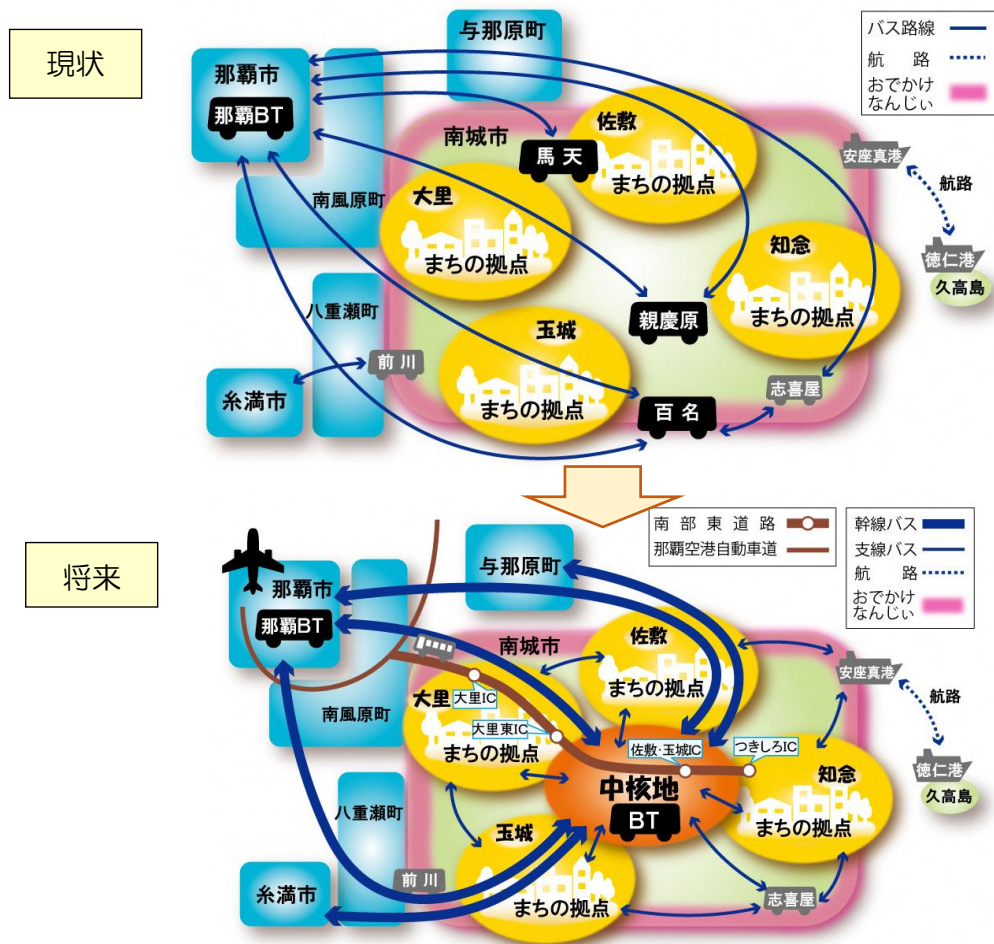 現状
与那原町
那覇市
那覇BT
バス路線
航路
おでかけ
なんじぃ
南城市
佐敷
馬天
まちの拠点
安座真港
航路
南風原町
大里
まちの拠点
知念
まちの拠点
徳仁港
久高島
八重瀬町
親慶原
玉城
まちの拠点
前川
糸満市
志喜屋
百名
将来
南部東道路
那覇空港自動車道
幹線バス
支線バス
航路
おでかけ
なんじぃ
与那原町
那覇市
那覇BT
南城市
佐敷
まちの拠点
安座真港
航路
大里
大里IC
南風原町
大里東IC
まちの拠点
佐敷・玉城IC
つきしろIC
中核地
BT
知念
まちの拠点
徳仁港
久高島
八重瀬町
玉城
まちの拠点
前川
糸満市
志喜屋